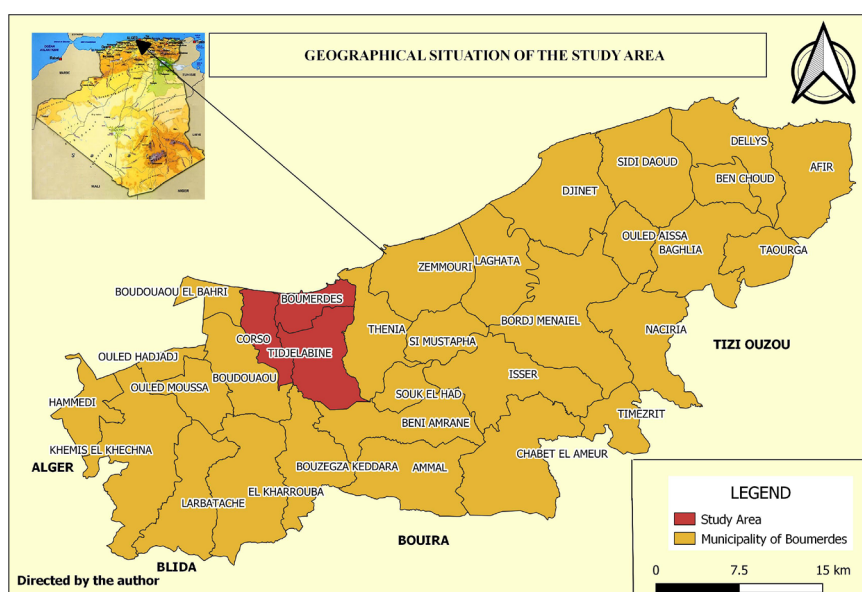 GEOGRAPHICAL SITUATION OF THE STUDY AREA
DELLYS
SIDI DAOUD
AFIR
BEN CHOUD
DJINET
OULED AISSA
BAGHLIA
TAOURGA
ZEMMOURI
LAGHATA
BOUDOUAOU EL BAHRI
BOUMERDES
BORDJ MENAIEL
THENIA
NACIRIA
CORSO
SI MUSTAPHA
TIZI OUZOU
TIDJELABINE
OULED HADJADJ
ISSER
BOUDOUAOU
OULED MOUSSA
SOUK EL HAD
HAMMEDI
TIMEZRIT
BENI AMRANE
KHEMIS EL KHECHNA
CHABET EL AMEUR
ALGER
BOUZEGZA KEDDARA
AMMAL
EL KHARROUBA
LARBATACHE
BOUIRA
BLIDA
LEGEND
Study Area
Municipality of Boumerdes
0 7.5 15 km
Directed by the author